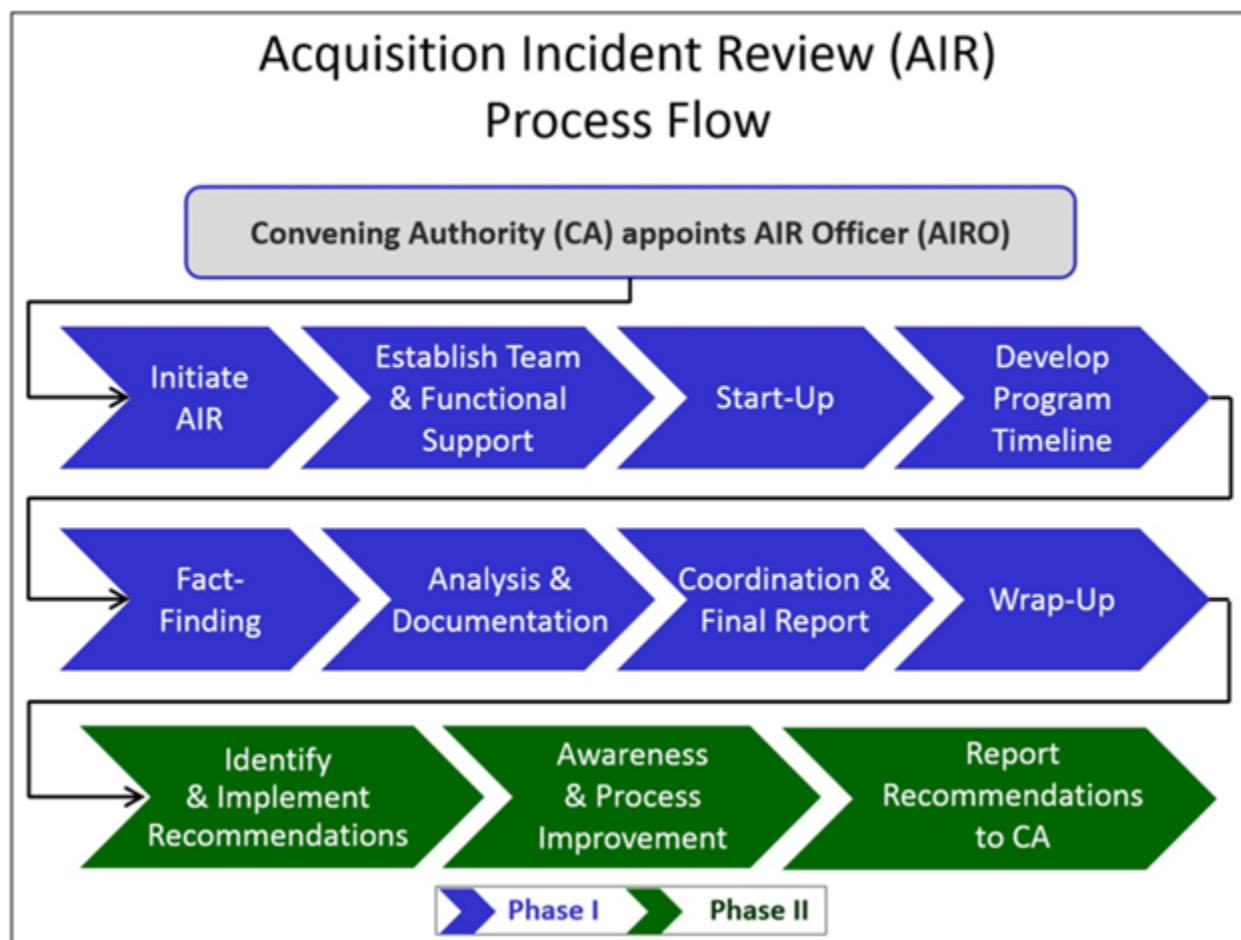 Acquisition Incident Review (AIR)
Process Flow
Convening Authority (CA) appoints AIR Officer (AIRO)
Initiate
AIR
Establish Team
& Functional
Support
Start-Up
Develop
Program
Timeline
Fact-
Finding
Analysis &
Documentation
Coordination &
Final Report
Wrap-Up
Identify
& Implement
Recommendations
Awareness
& Process
Improvement
Report
Recommendations
to CA
Phase I
Phase II